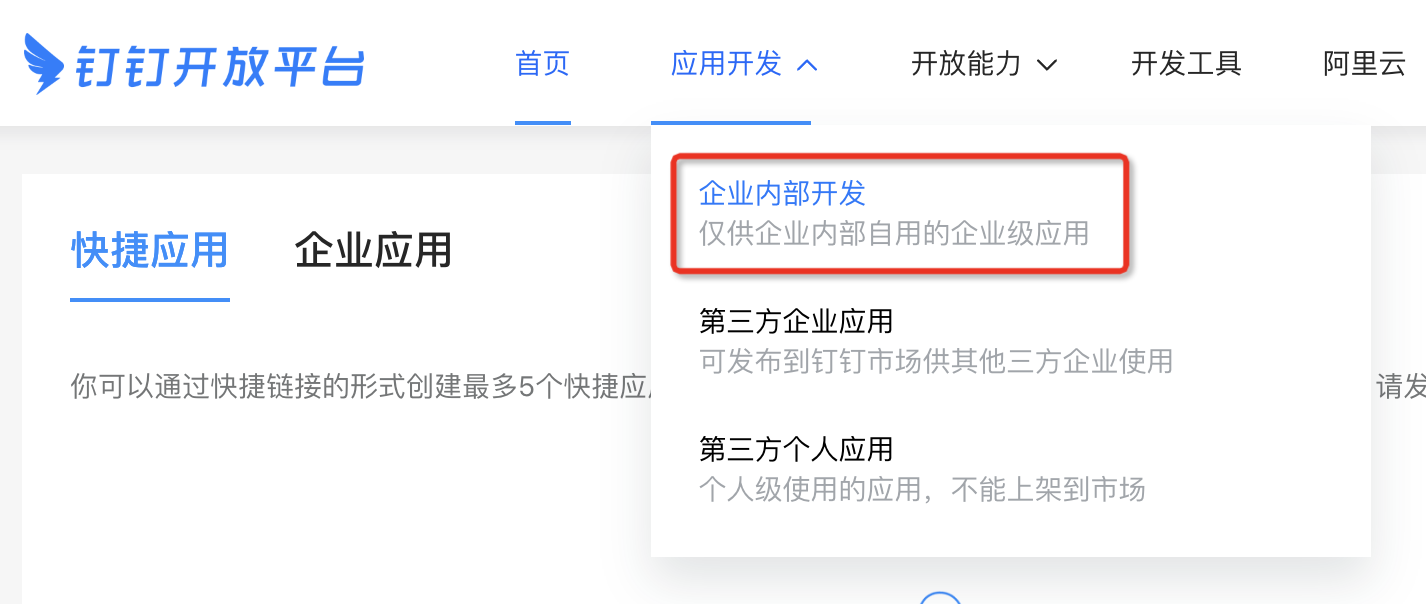 钉钉开放平台
首页
应用开发
开放能力
开发工具
阿里云
企业内部开发
仅供企业内部自用的企业级应用
快捷应用
企业应用
第三方企业应用
可发布到钉钉市场供其他三方企业使用
你可以通过快捷链接的形式创建最多5个快捷应
请发
第三方个人应用
个人级使用的应用，不能上架到市场